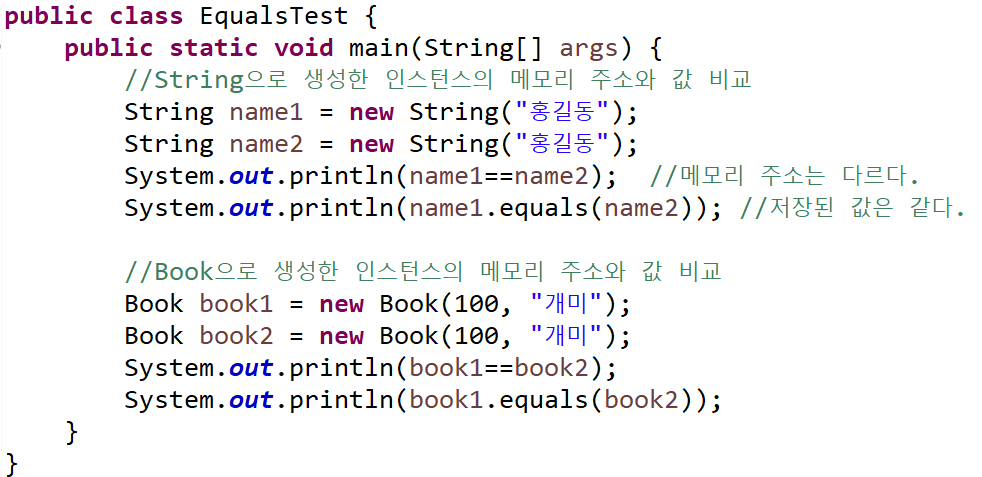 public class EqualsTest {
    public static void main(String[] args) {
        //String으로 생성한 인스턴스의 메모리 주소와 값 비교
        String name1 = new String("홍길동");
        String name2 = new String("홍길동");
        System.out.println(name1==name2);  //메모리 주소는 다르다.
        System.out.println(name1.equals(name2)); //저장된 값은 같다.

        //Book으로 생성한 인스턴스의 메모리 주소와 값 비교
        Book book1 = new Book(100, "개미");
        Book book2 = new Book(100, "개미");
        System.out.println(book1==book2);
        System.out.println(book1.equals(book2));
    }
}